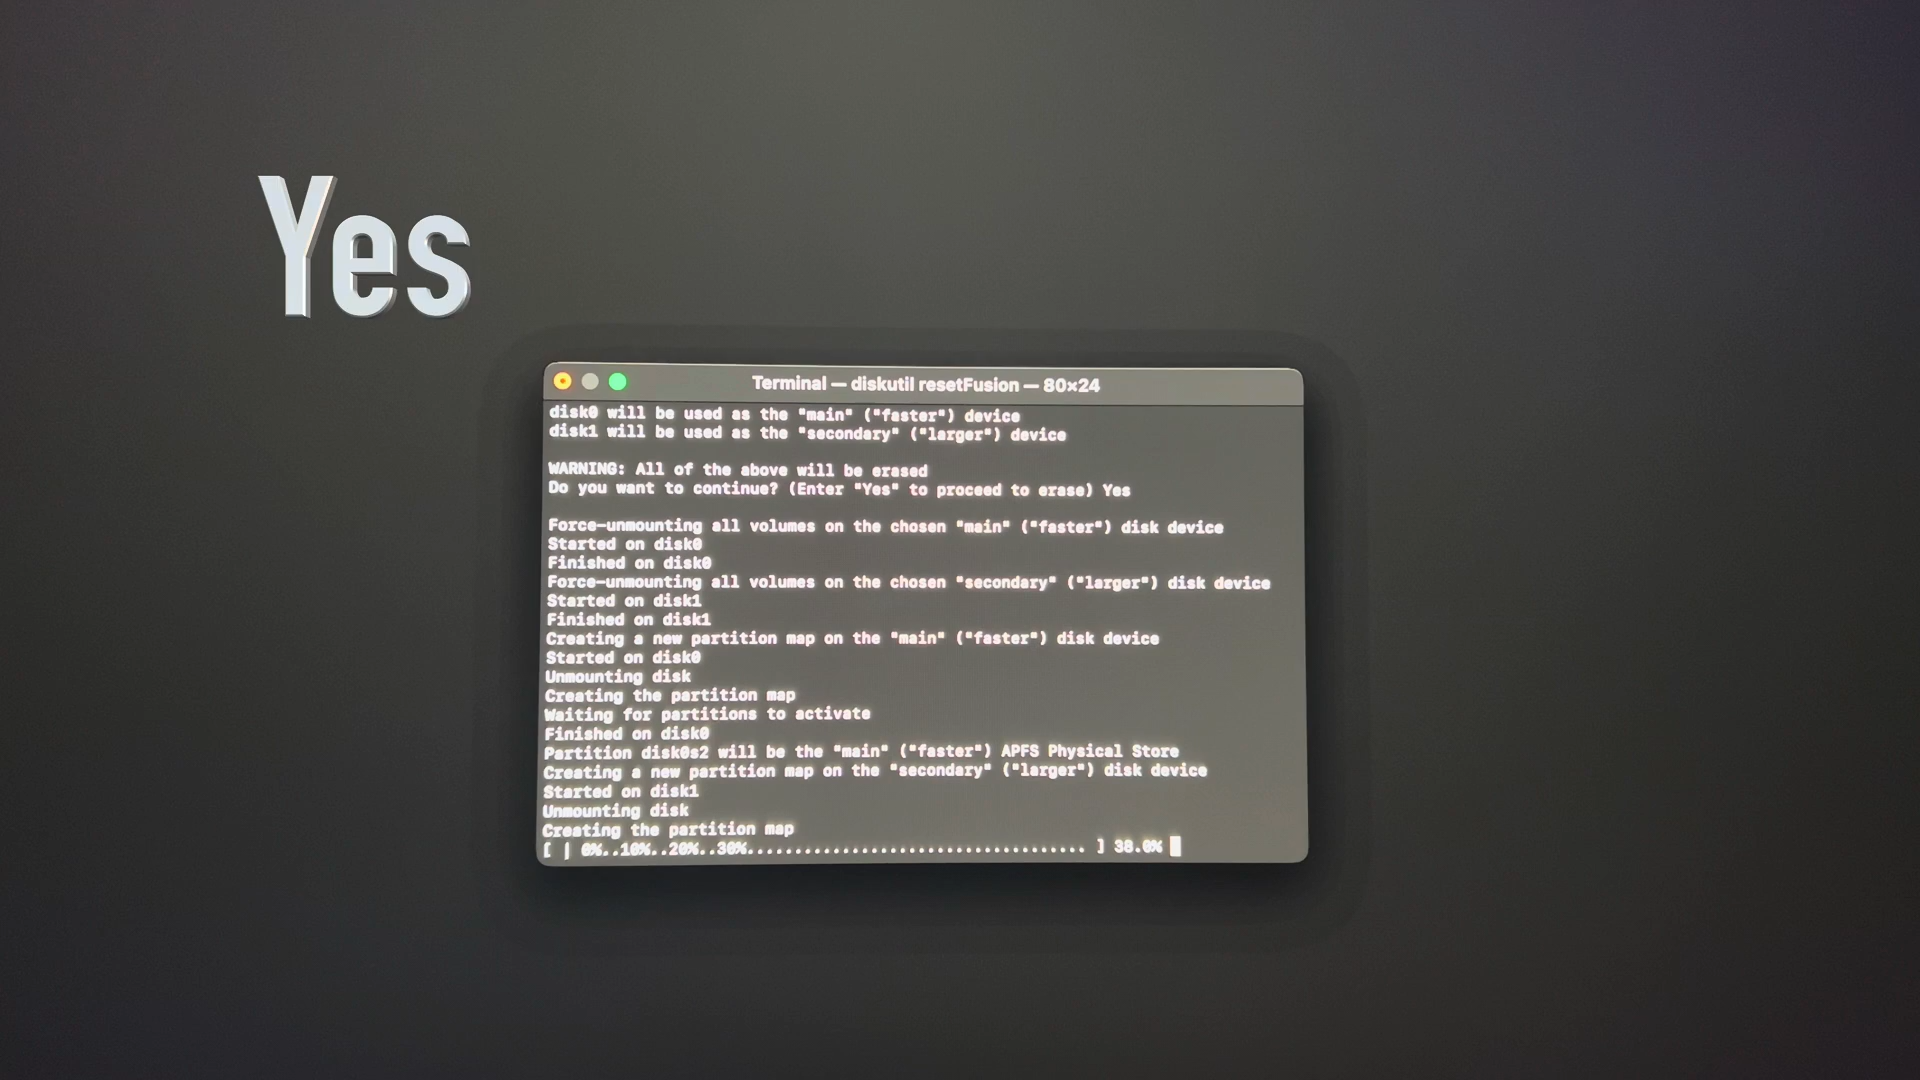 Yes
Terminal — diskutil resetFusion — 80×24
disk0 will be used as the "main" ("faster") device
disk1 will be used as the "secondary" ("larger") device
WARNING: All of the above will be erased
Do you want to continue? (Enter "Yes" to proceed to erase) Yes
Force-unmounting all volumes on the chosen "main" ("faster") disk device
Started on disk0
Finished on disk0
Force-unmounting all volumes on the chosen "secondary" ("larger") disk device
Started on disk1
Finished on disk1
Creating a new partition map on the "main" ("faster") disk device
Started on disk0
Unmounting disk
Creating the partition map
Waiting for partitions to activate
Finished on disk0
Partition disk0s2 will be the "main" ("faster") APFS Physical Store
Creating a new partition map on the "secondary" ("larger") disk device
Started on disk1
Unmounting disk
Creating the partition map
[ | 0%..10%..20%..30%................................... ] 38.0%